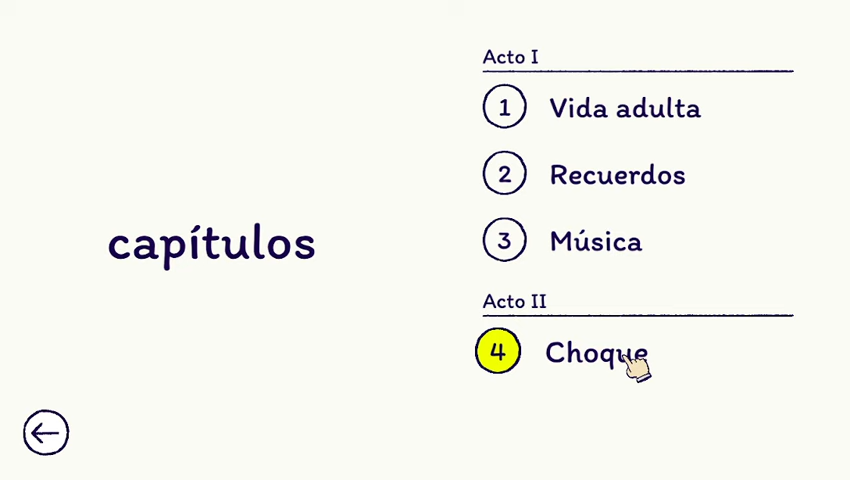 capítulos
Acto I
1 Vida adulta
2 Recuerdos
3 Música
Acto II
4 Choque